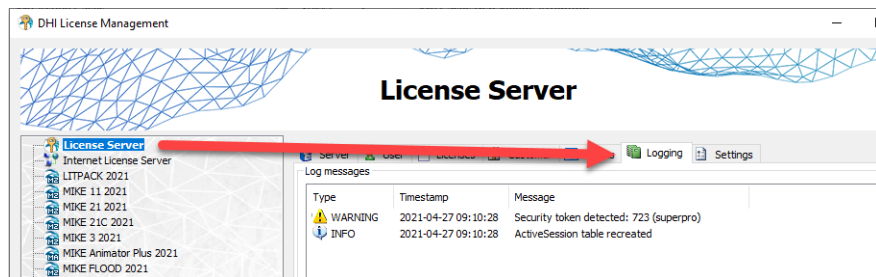 DHI License Management
License Server
License Server
Internet License Server
LITPACK 2021
MIKE 11 2021
MIKE 21 2021
MIKE 21C 2021
MIKE 3 2021
MIKE Animator Plus 2021
MIKE FLOOD 2021
Server User Licenses Logging Settings
Log messages
Type Timestamp Message
WARNING 2021-04-27 09:10:28 Security token detected: 723 (superpro)
INFO 2021-04-27 09:10:28 ActiveSession table recreated